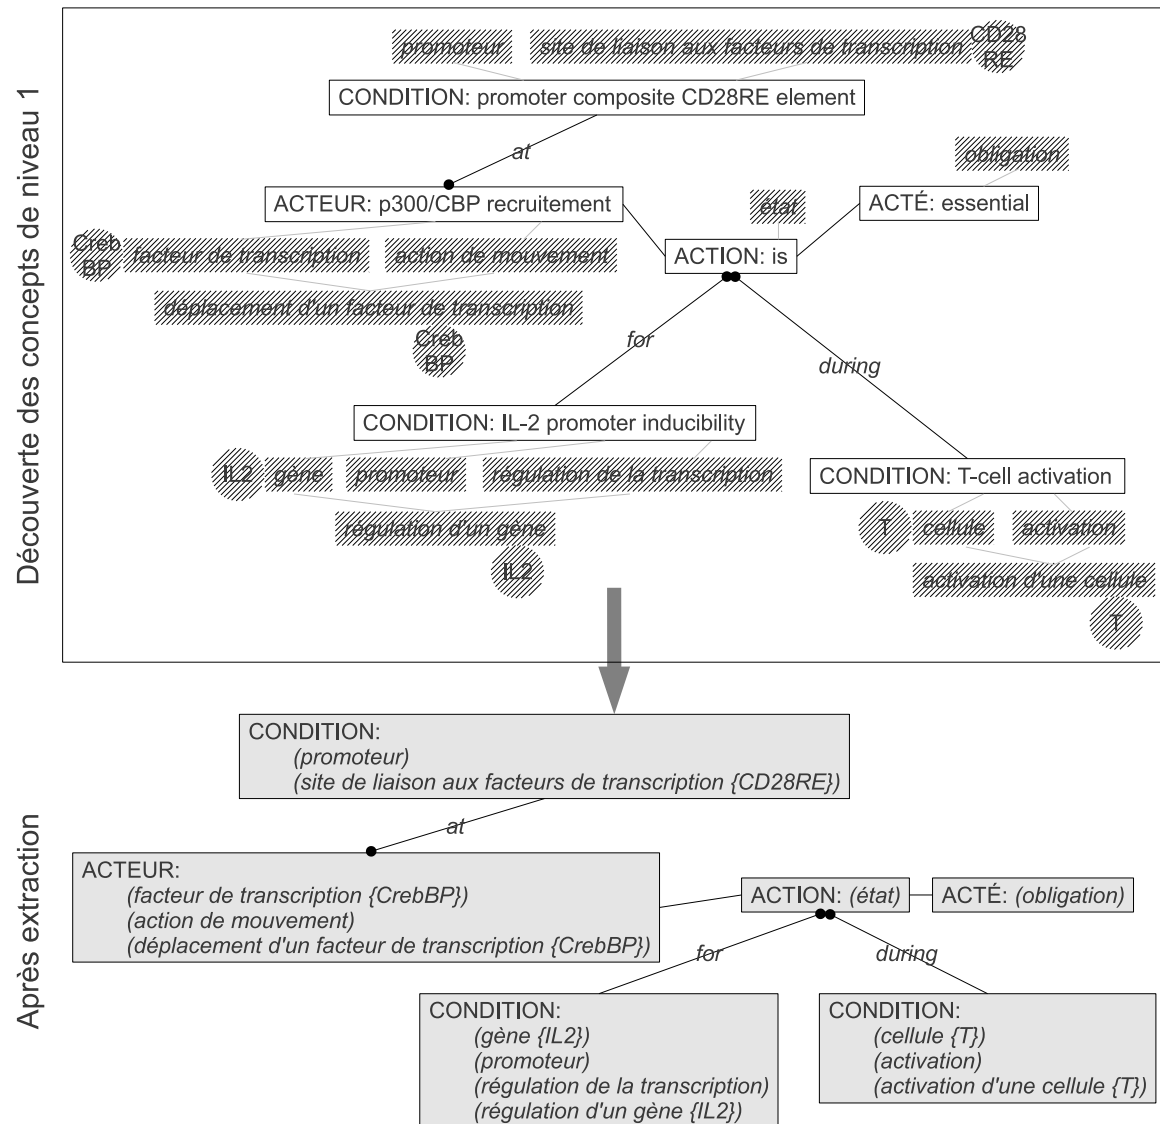 Découverte des concepts de niveau 1
promoteur
site de liaison aux facteurs de transcription
CD28
RE
CONDITION: promoter composite CD28RE element
at
obligation
ACTEUR: p300/CBP recruitement
état
ACTÉ: essential
Creb
BP
facteur de transcription
action de mouvement
ACTION: is
déplacement d'un facteur de transcription
Creb
BP
for
during
CONDITION: IL-2 promoter inducibility
IL2
gène
promoteur
régulation de la transcription
CONDITION: T-cell activation
régulation d'un gène
T
cellule
activation
IL2
activation d'une cellule
T
Après extraction
CONDITION:
(promoteur)
(site de liaison aux facteurs de transcription {CD28RE})
at
ACTEUR:
(facteur de transcription {CrebBP})
(action de mouvement)
(déplacement d'un facteur de transcription {CrebBP})
ACTION: (état)
ACTÉ: (obligation)
for
during
CONDITION:
(gène {IL2})
(promoteur)
(régulation de la transcription)
(régulation d'un gène {IL2})
CONDITION:
(cellule {T})
(activation)
(activation d'une cellule {T})